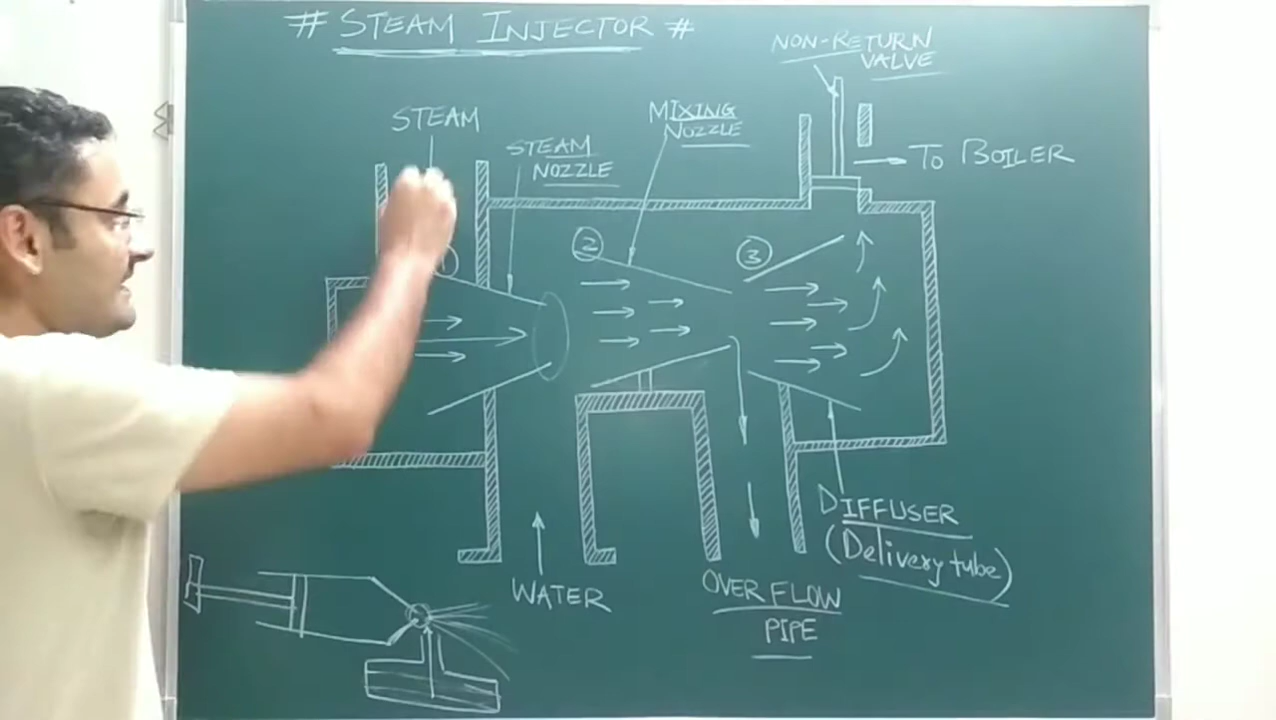 # STEAM INJECTOR #
NON-RETURN
VALVE
STEAM
MIXING
NOZZLE
STEAM
NOZZLE
TO BOILER
1
2
3
DIFFUSER
(Delivery tube)
WATER
OVER FLOW
PIPE